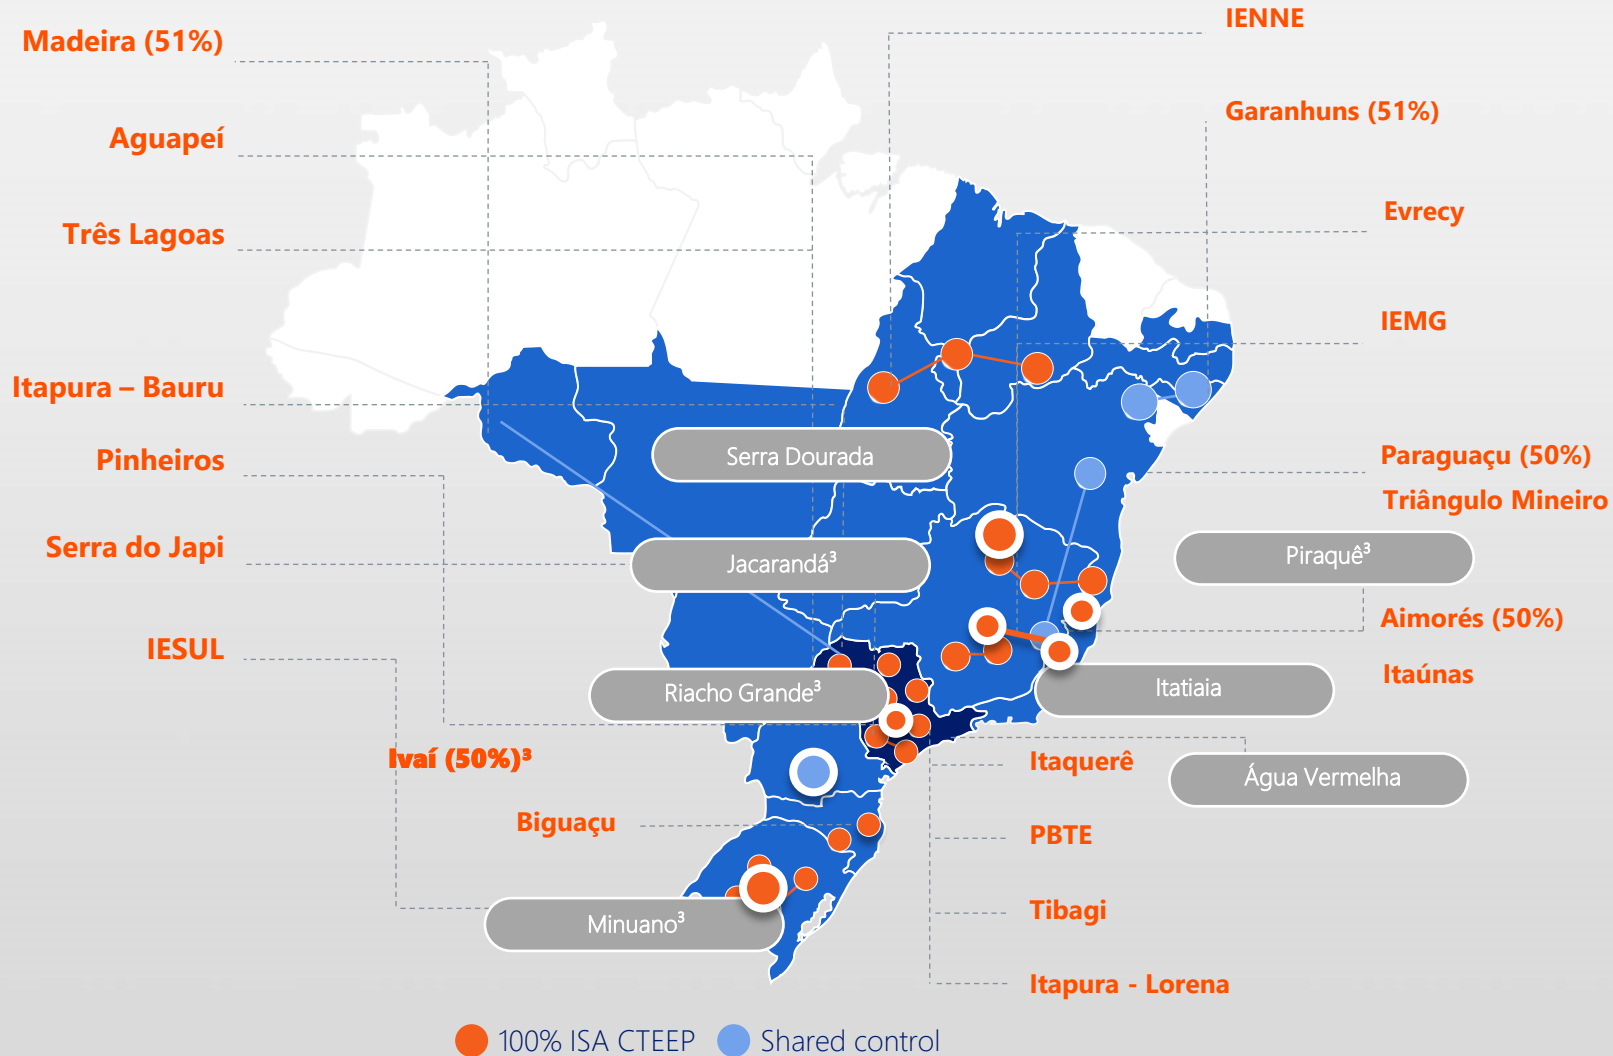 IENNE
Madeira (51%)
Garanhuns (51%)
Aguapeí
Evrecy
Três Lagoas
IEMG
Itapura – Bauru
Serra Dourada
Paraguaçu (50%)
Pinheiros
Triângulo Mineiro
Serra do Japi
Jacarandá³
Piraquê³
Aimorés (50%)
IESUL
Itaúnas
Riacho Grande³
Itatiaia
Ivaí (50%)³
Itaquerê
Água Vermelha
Biguaçu
PBTE
Tibagi
Minuano³
Itapura - Lorena
100% ISA CTEEP
Shared control